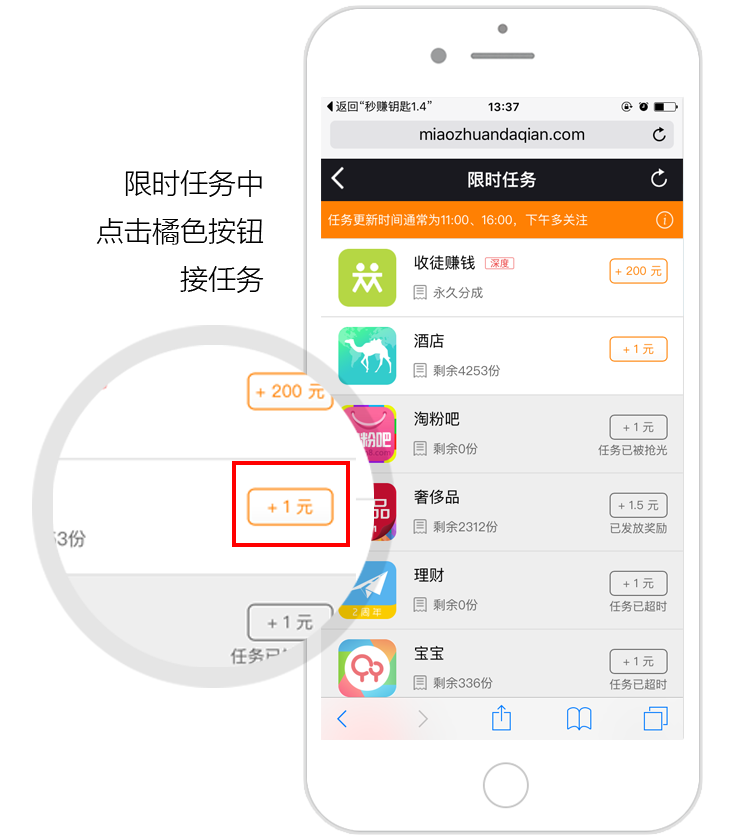 限时任务中
点击橘色按钮
接任务
返回“秒赚钥匙1.4”
13:37
miaozhuandaqian.com
限时任务
任务更新时间通常为11:00、16:00，下午多关注
收徒赚钱
深度
+ 200 元
永久分成
酒店
+ 1 元
剩余4253份
淘粉吧
+ 1 元
剩余0份
任务已被抢光
粉吧
奢侈品
+ 1.5 元
剩余2312份
已发放奖励
品
理财
+ 1 元
剩余0份
任务已超时
2周年
宝宝
+ 1 元
剩余336份
任务已超时
+ 200 元
+ 1 元
53份
+ 1 元
任务已